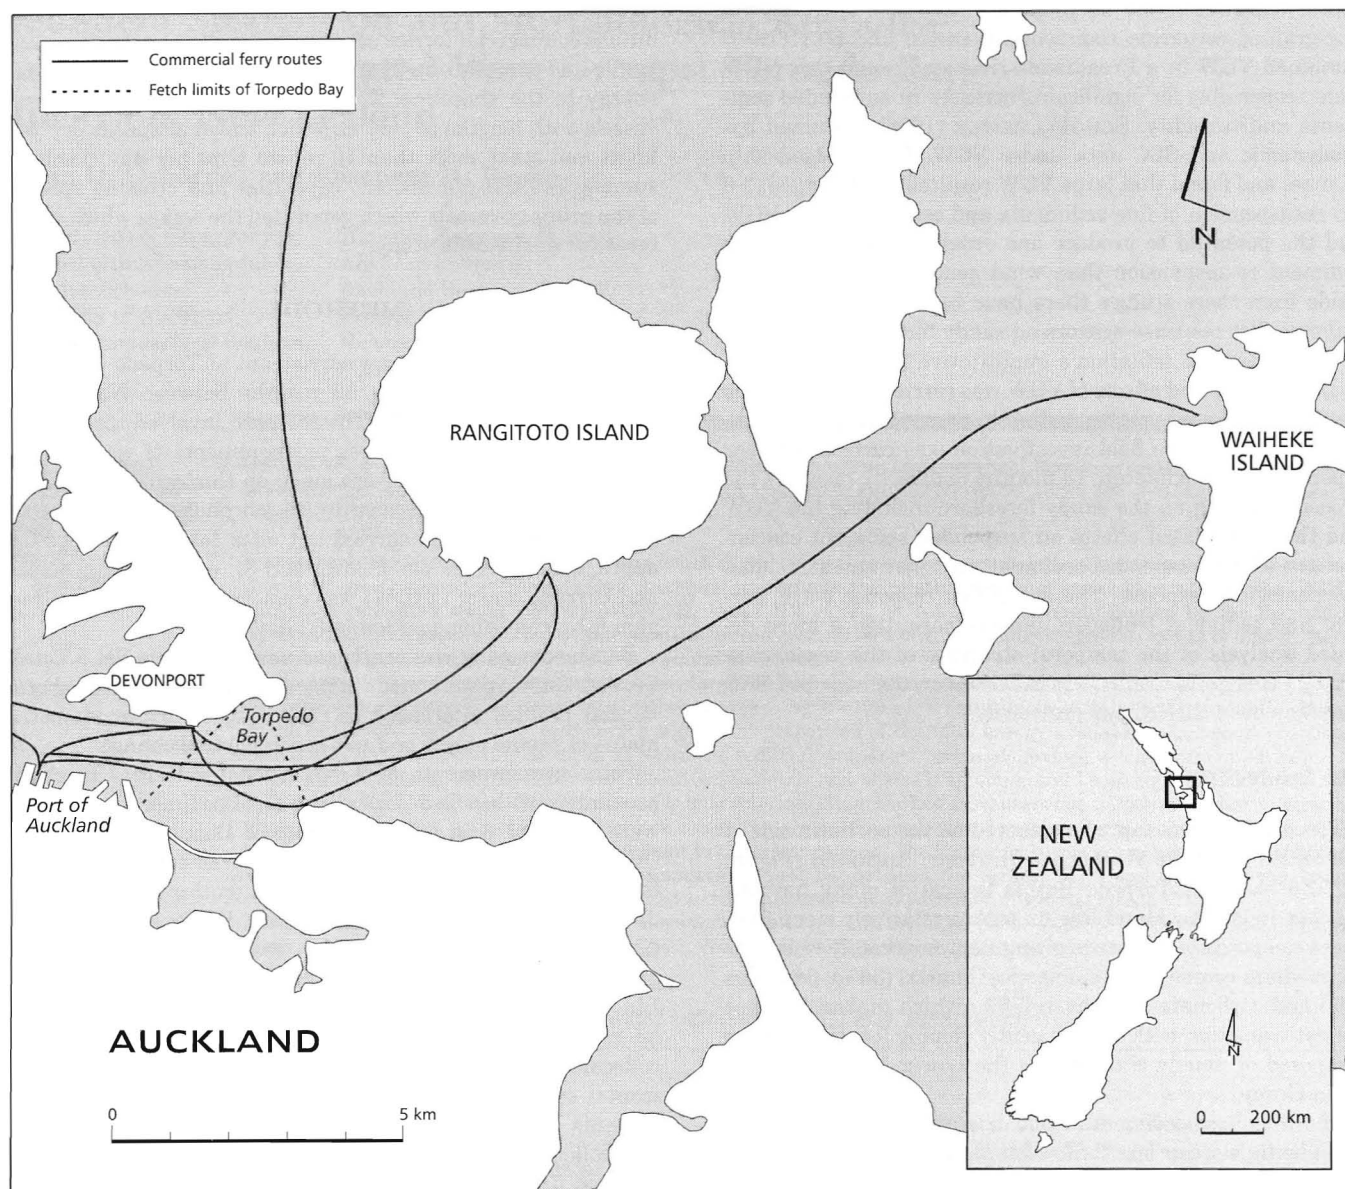 Commercial ferry routes
Fetch limits of Torpedo Bay
N
RANGITOTO ISLAND
WAIHEKE
ISLAND
DEVONPORT
Torpedo
Bay
Port of
Auckland
NEW
ZEALAND
AUCKLAND
N
0 5 km
0 200 km